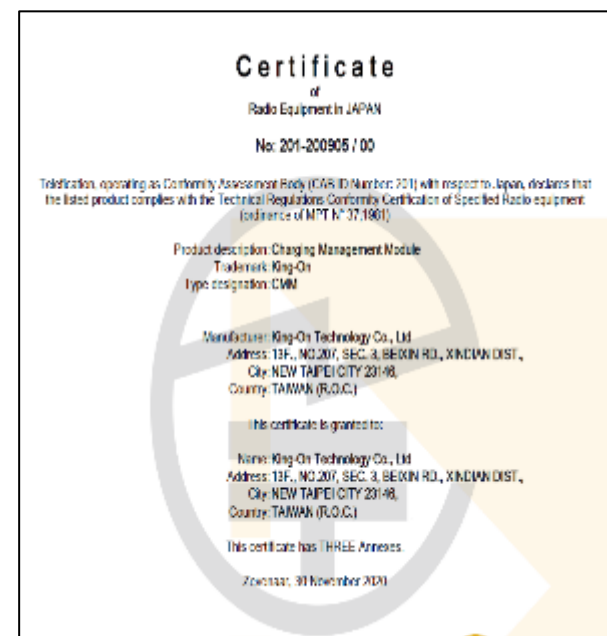 Certificate
of
Radio Equipment in JAPAN
No: 201-200905 / 00
Telefication, operating as Conformity Assessment Body (CAB ID Number: 201) with respect to Japan, declares that
the listed product complies with the Technical Regulations Conformity Certification of Specified Radio equipment
(ordinance of MPT N° 37,1981)
Product description: Charging Management Module
Trademark: King-On
Type designation: CMM
Manufacturer: King-On Technology Co., Ltd
Address: 13F., NO.207, SEC. 3, BEIXIN RD., XINDIAN DIST.,
City: NEW TAIPEI CITY 23146,
Country: TAIWAN (R.O.C.)
This certificate is granted to:
Name: King-On Technology Co., Ltd
Address: 13F., NO.207, SEC. 3, BEIXIN RD., XINDIAN DIST.,
City: NEW TAIPEI CITY 23146,
Country: TAIWAN (R.O.C.)
This certificate has THREE Annexes.
Zevenaar, 30 November 2020